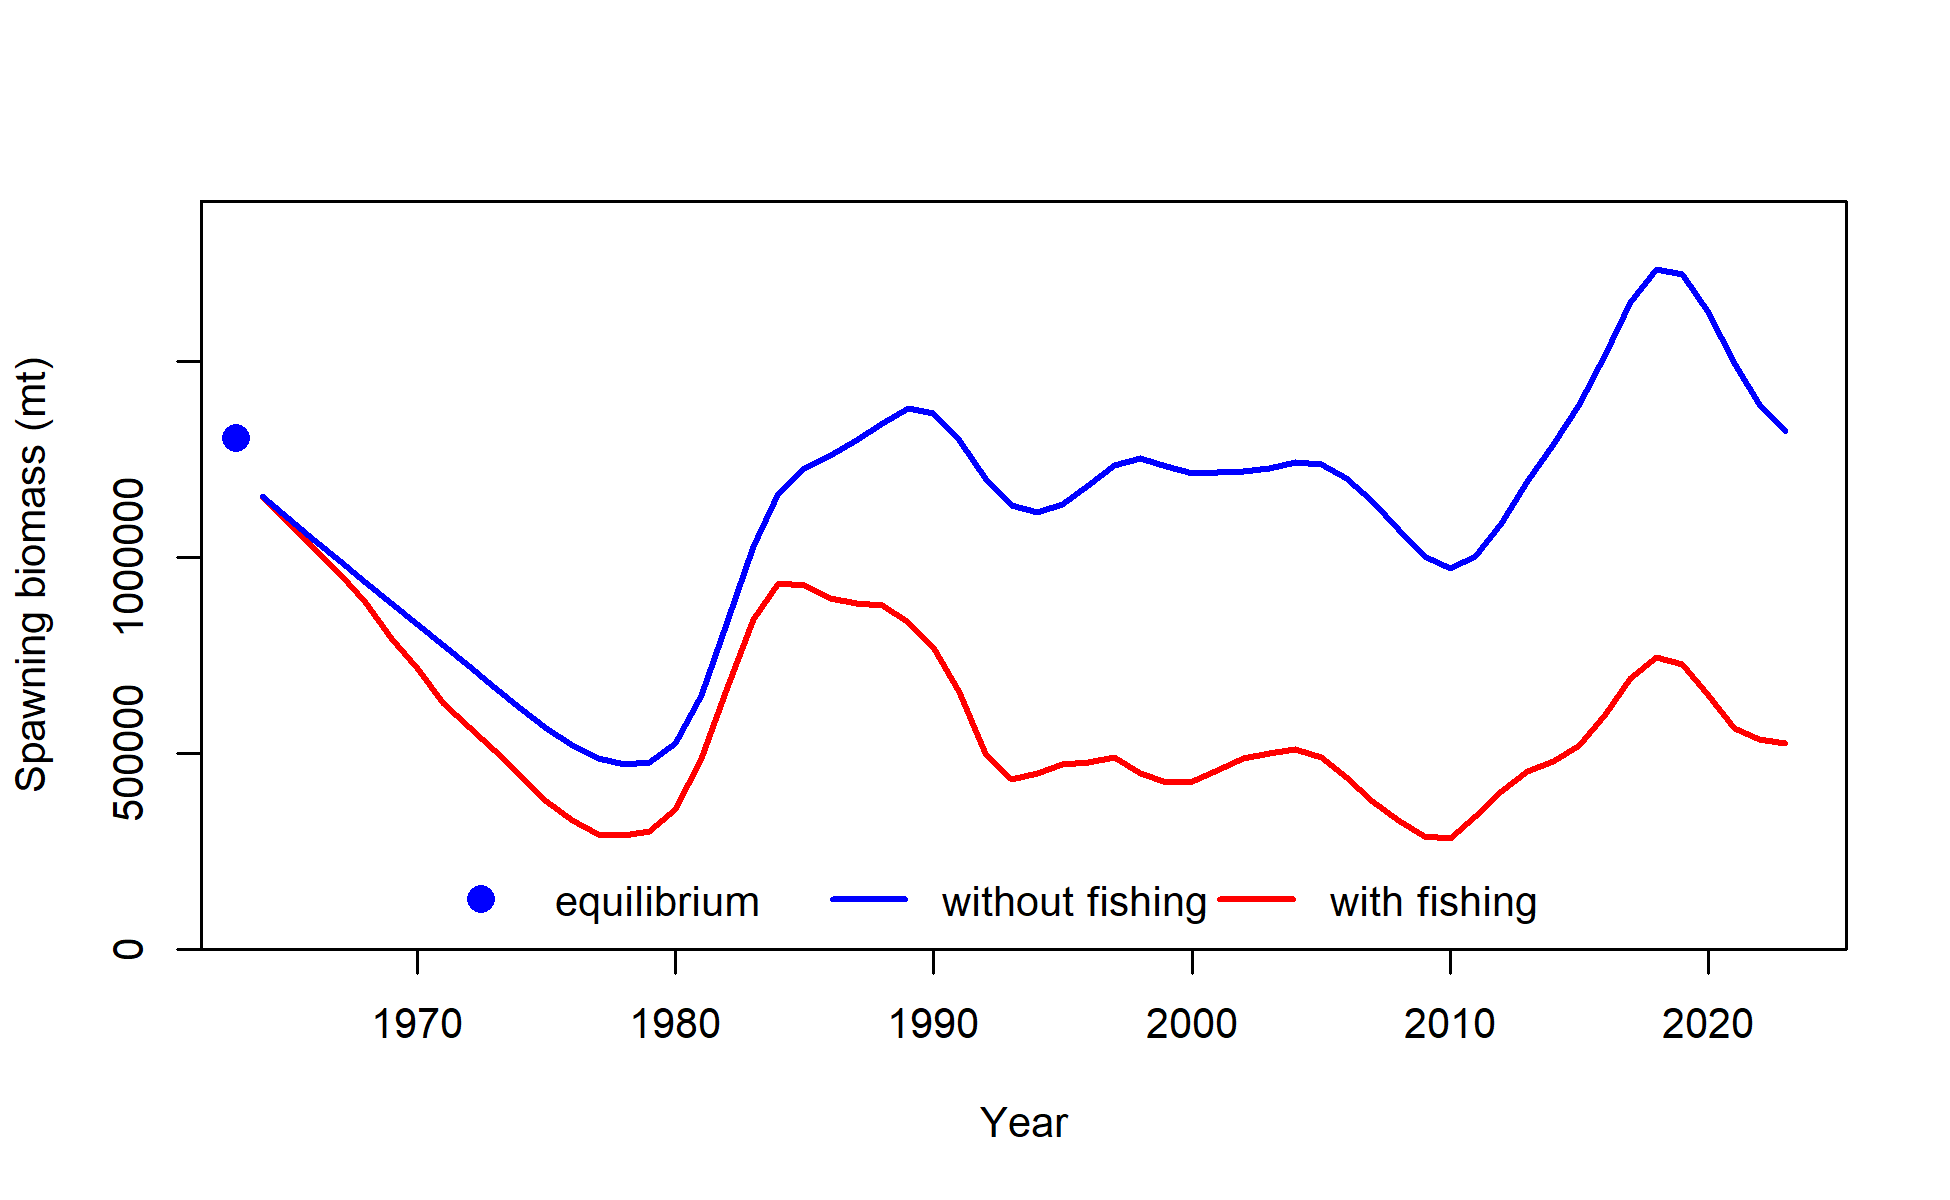 Spawning biomass (mt)
1000000
500000
0
equilibrium without fishing with fishing
1970 1980 1990 2000 2010 2020
Year